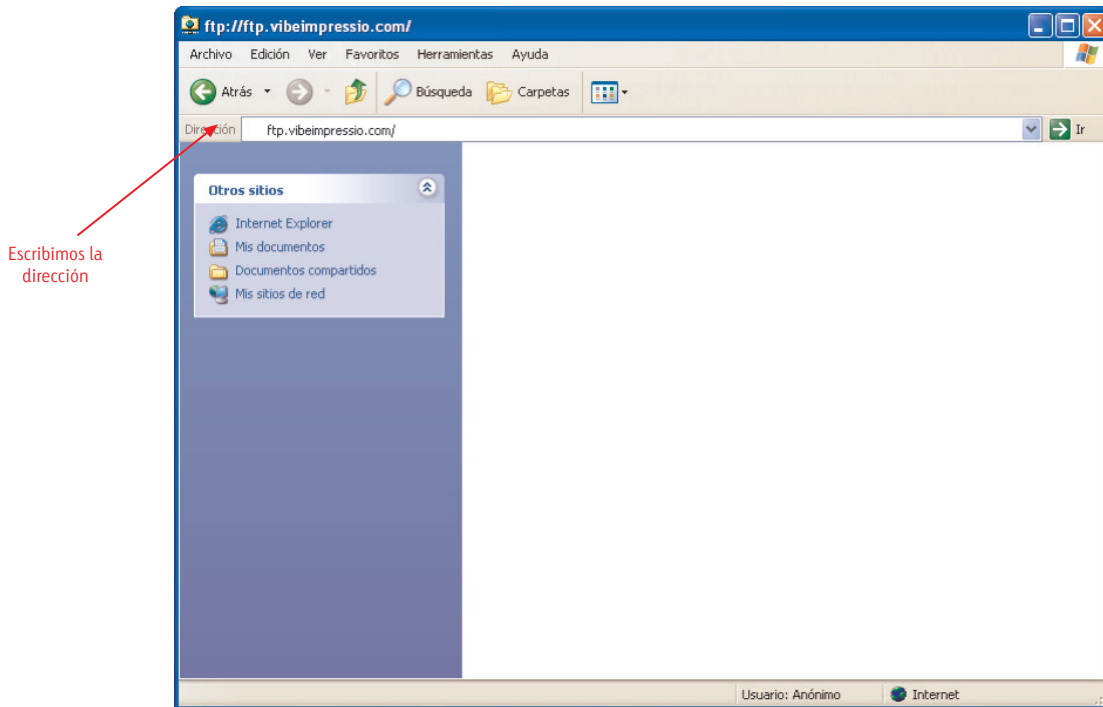 ftp://ftp.vibeimpressio.com/
Archivo Edición Ver Favoritos Herramientas Ayuda
Atrás Búsqueda Carpetas
Dirección ftp.vibeimpressio.com/ Ir
Otros sitios
Internet Explorer
Mis documentos
Documentos compartidos
Mis sitios de red
Escribimos la
dirección
Usuario: Anónimo Internet